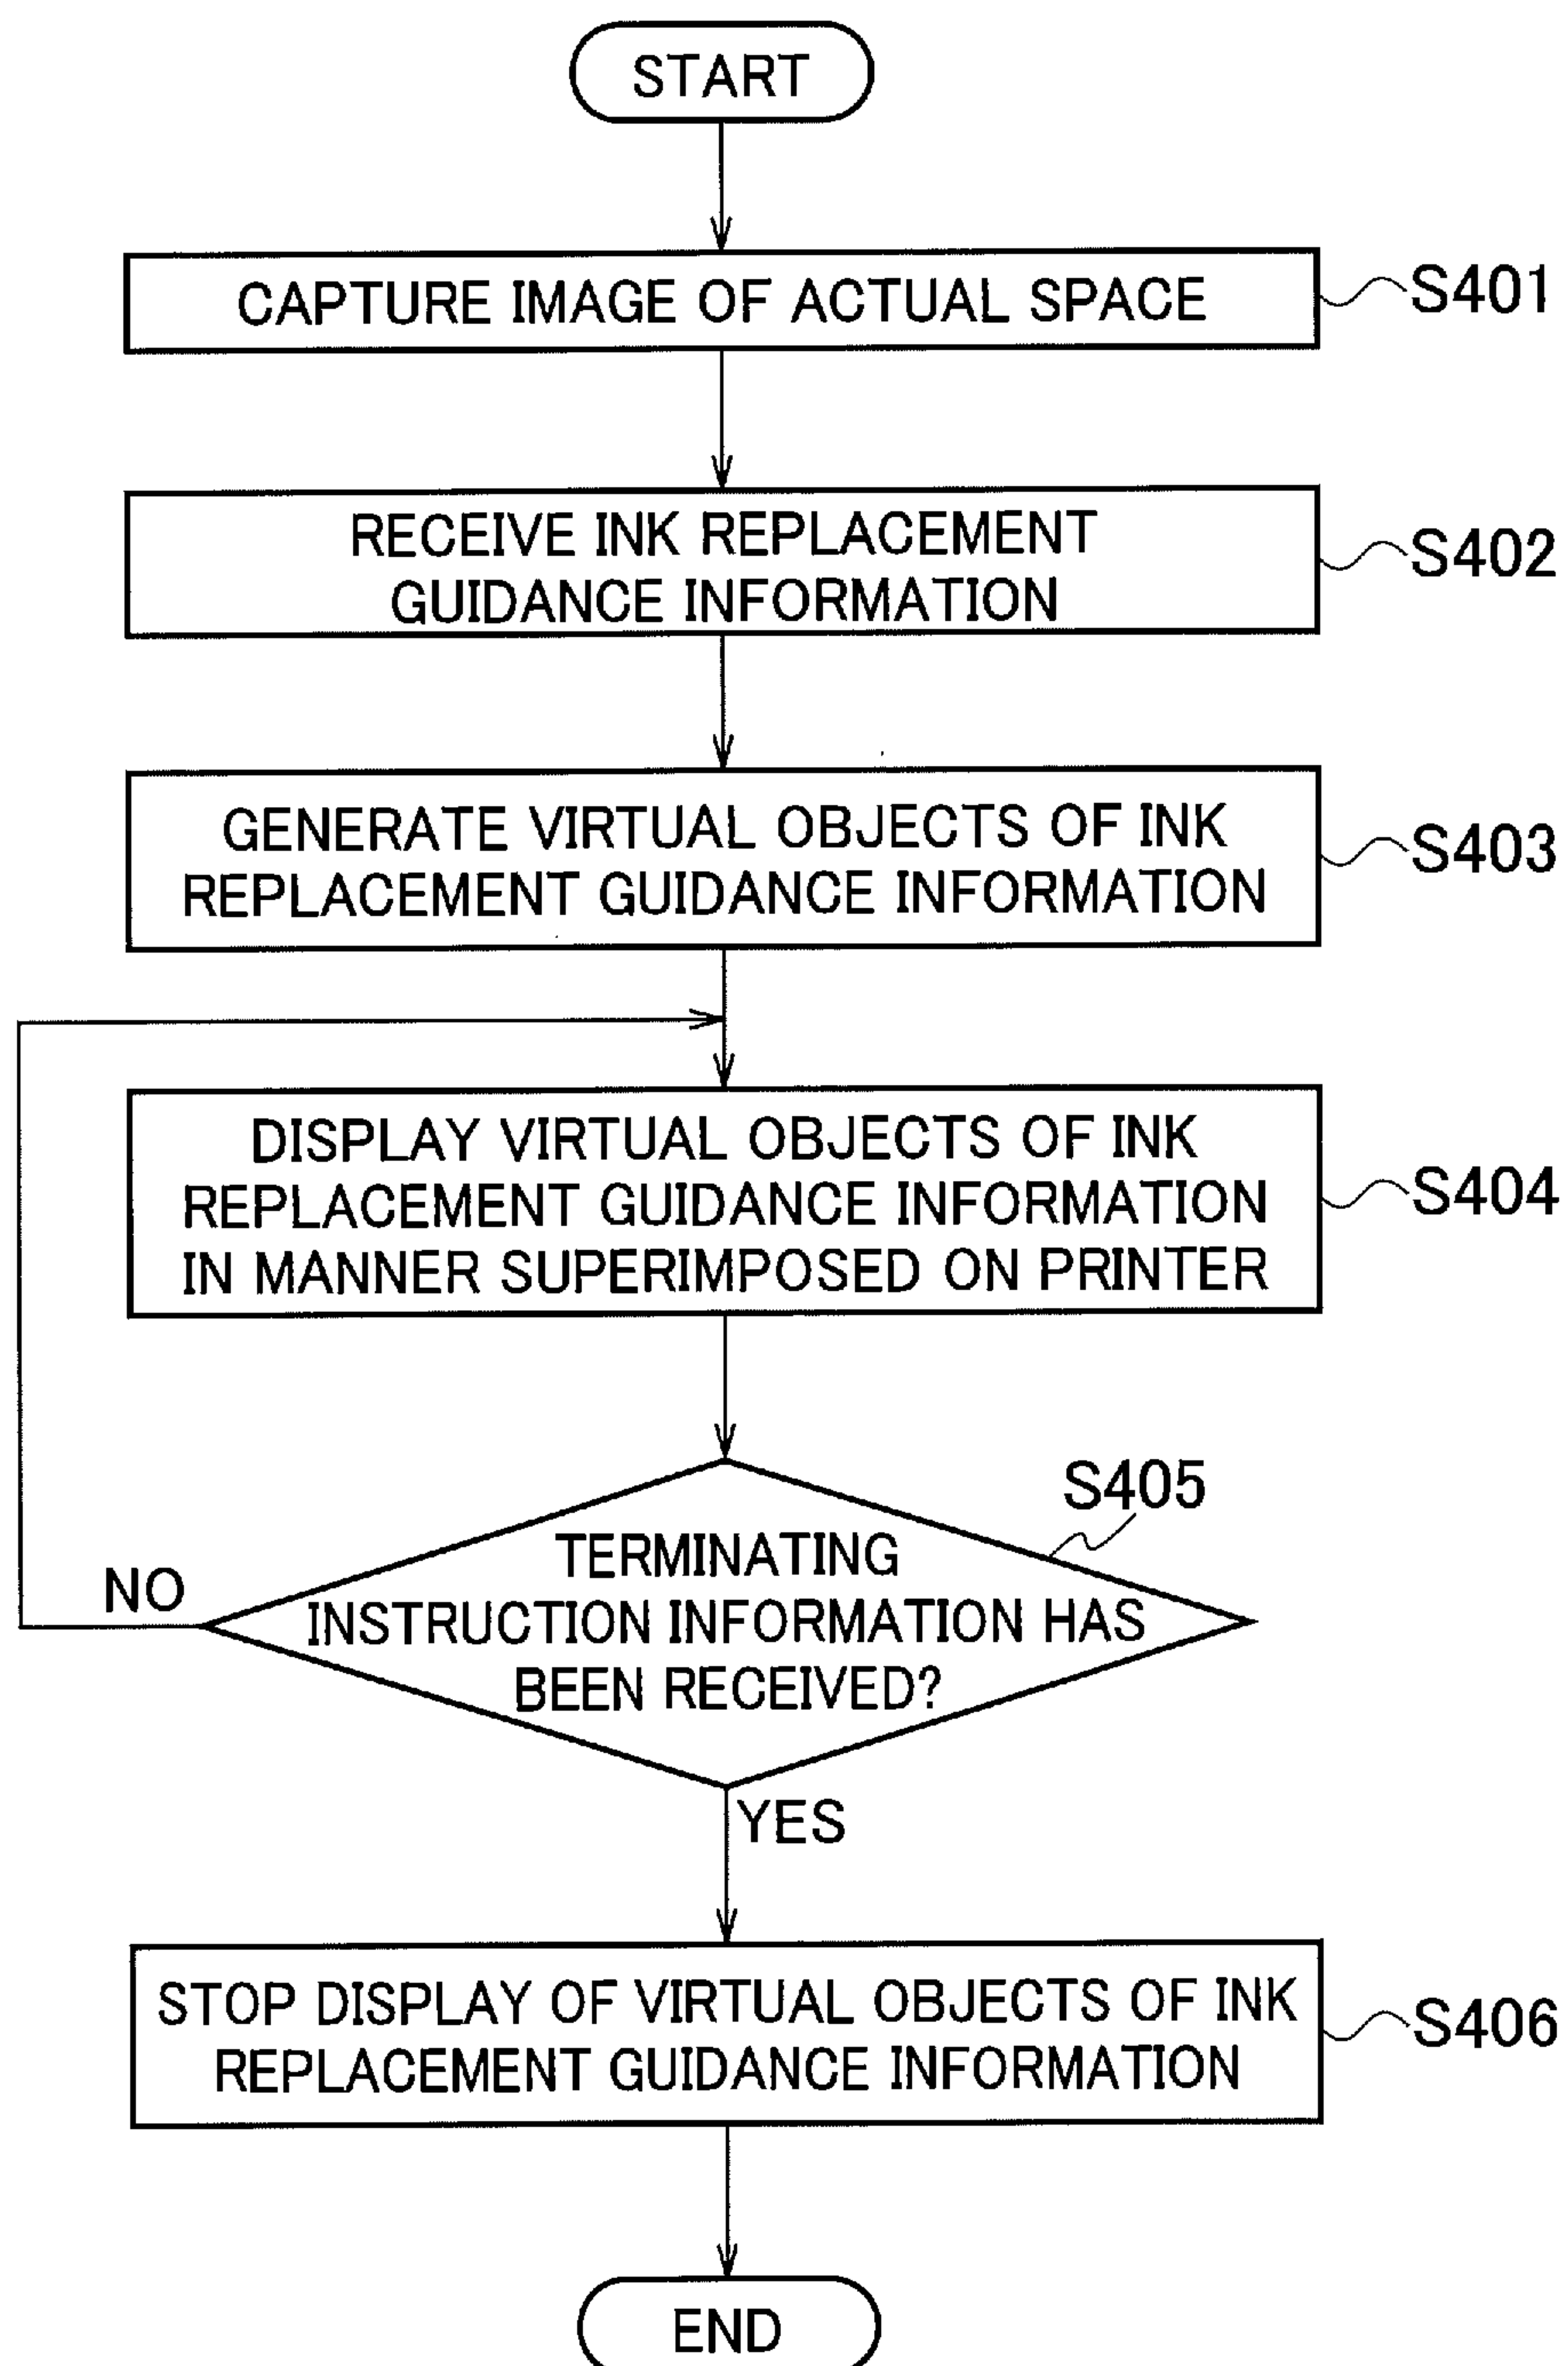 START
CAPTURE IMAGE OF ACTUAL SPACE
S401
RECEIVE INK REPLACEMENT
GUIDANCE INFORMATION
S402
GENERATE VIRTUAL OBJECTS OF INK
REPLACEMENT GUIDANCE INFORMATION
S403
DISPLAY VIRTUAL OBJECTS OF INK
REPLACEMENT GUIDANCE INFORMATION
IN MANNER SUPERIMPOSED ON PRINTER
S404
S405
TERMINATING
INSTRUCTION INFORMATION HAS
BEEN RECEIVED?
NO
YES
STOP DISPLAY OF VIRTUAL OBJECTS OF INK
REPLACEMENT GUIDANCE INFORMATION
S406
END